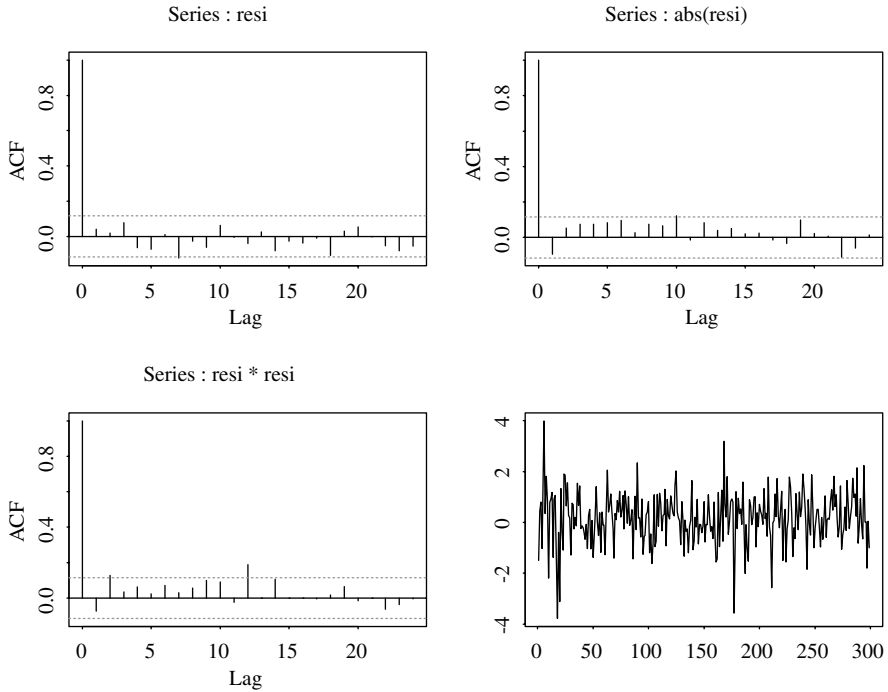 Series : resi
ACF
0.8
0.4
0.0
0 5 10 15 20
Lag
Series : abs(resi)
ACF
0.8
0.4
0.0
0 5 10 15 20
Lag
Series : resi * resi
ACF
0.8
0.4
0.0
0 5 10 15 20
Lag
4
2
0
-2
-4
0 50 100 150 200 250 300